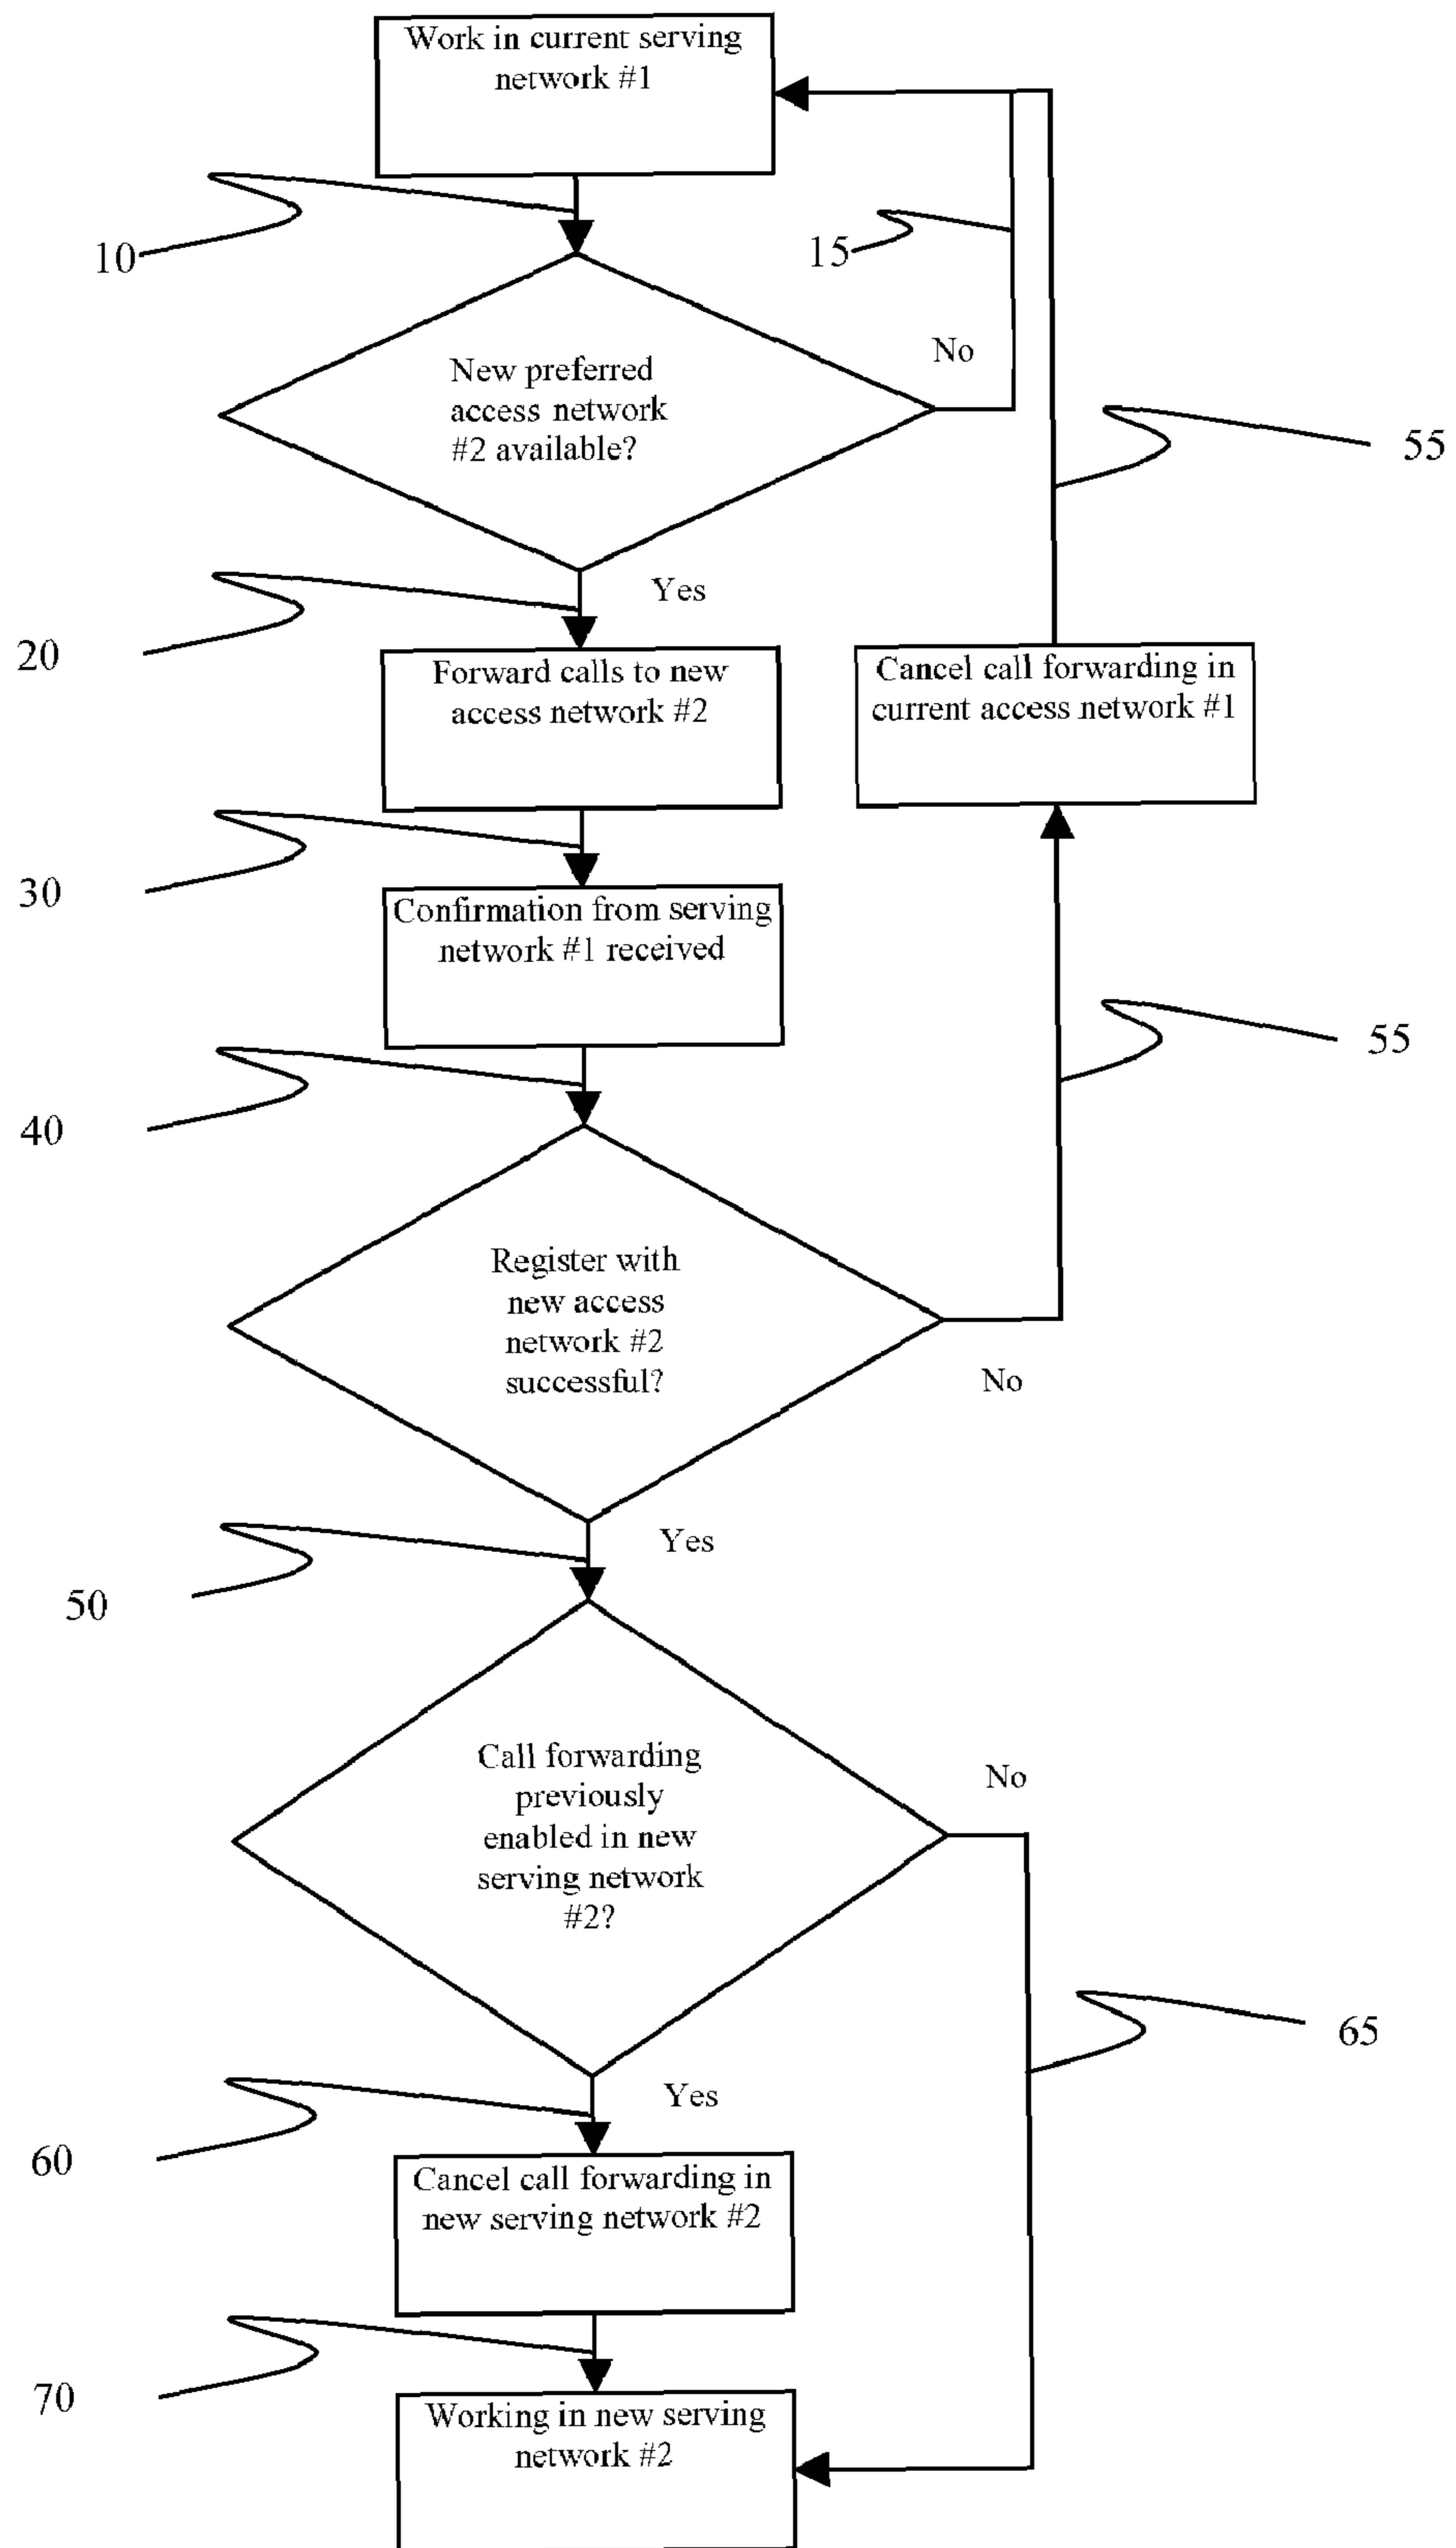 Work in current serving
network #1
10
15
New preferred
access network
#2 available?
No
55
Yes
20
Forward calls to new
access network #2
Cancel call forwarding in
current access network #1
30
Confirmation from serving
network #1 received
55
40
Register with
new access
network #2
successful?
No
Yes
50
Call forwarding
previously
enabled in new
serving network
#2?
No
65
Yes
60
Cancel call forwarding in
new serving network #2
70
Working in new serving
network #2